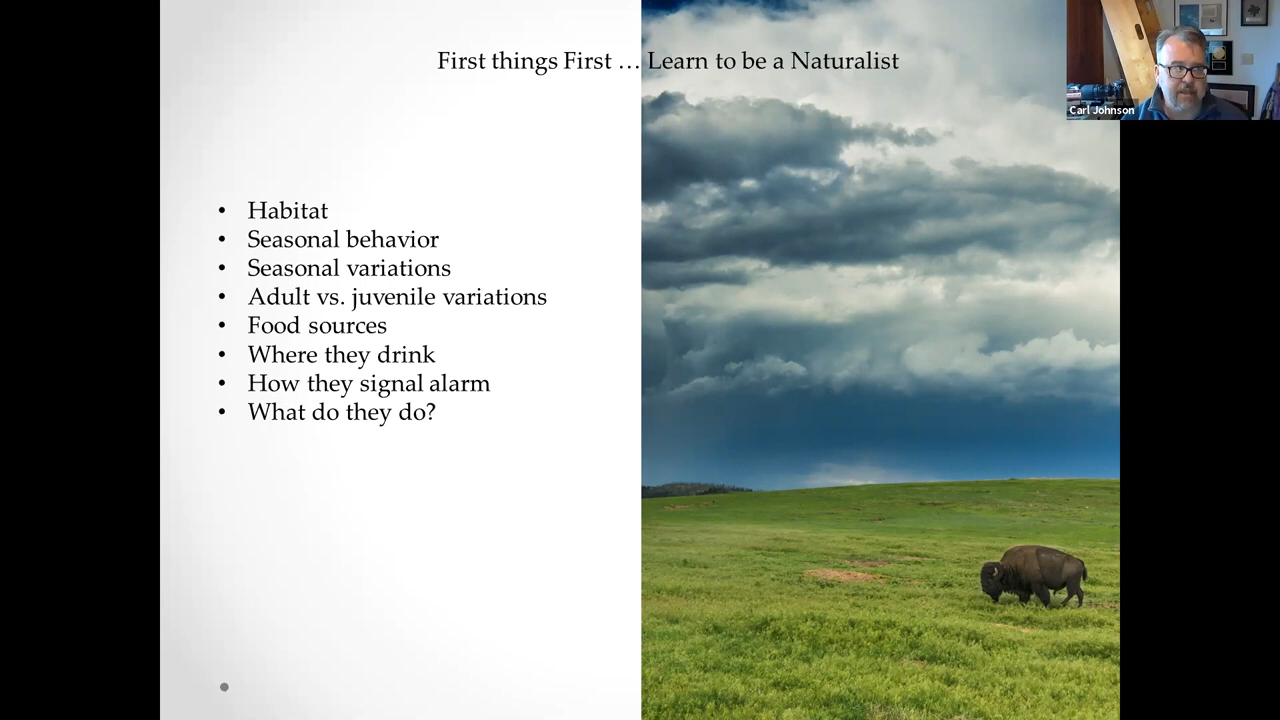 First things First … Learn to be a Naturalist
Carl Johnson
• Habitat
• Seasonal behavior
• Seasonal variations
• Adult vs. juvenile variations
• Food sources
• Where they drink
• How they signal alarm
• What do they do?